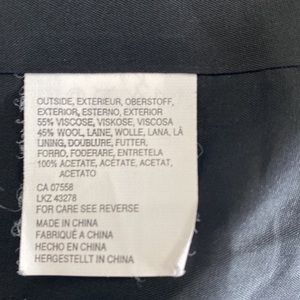 OUTSIDE, EXTERIEUR, OBERSTOFF,
EXTERIOR, ESTERNO, EXTERIOR
55% VISCOSE, VISKOSE, VISCOSA
45% WOOL, LAINE, WOLLE, LANA, LÃ
LINING, DOUBLURE, FUTTER,
FORRO, FODERARE, ENTRETELA
100% ACETATE, ACÉTATE, ACETAT,
ACETATO
CA 07558
LKZ 43278
FOR CARE SEE REVERSE
MADE IN CHINA
FABRIQUÉ A CHINA
HECHO EN CHINA
HERGESTELLT IN CHINA